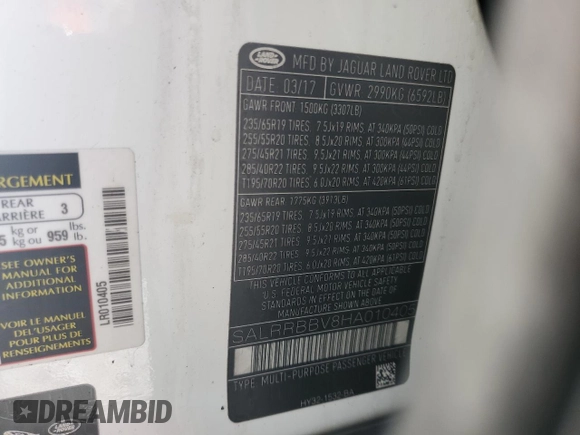 LAND-
ROVER
MFD BY JAGUAR LAND ROVER LTD
DATE 03/17 GVWR 2990KG (6592LB)
GAWR FRONT 1500KG (3307LB)
235/65R19 TIRES. 7.5Jx19 RIMS. AT 340KPA (50PSI) COLD
255/55R20 TIRES. 8.5Jx20 RIMS. AT 300KPA (44PSI) COLD
275/45R21 TIRES. 9.5Jx21 RIMS. AT 300KPA (44PSI) COLD
285/40R22 TIRES. 9.5Jx22 RIMS. AT 300KPA (44PSI) COLD
T195/70R20 TIRES. 6.0Jx20 RIMS. AT 420KPA (61PSI) COLD
GAWR REAR 1775KG (3913LB)
235/65R19 TIRES. 7.5Jx19 RIMS. AT 340KPA (50PSI) COLD
255/55R20 TIRES. 8.5Jx20 RIMS. AT 340KPA (50PSI) COLD
275/45R21 TIRES. 9.5Jx21 RIMS. AT 340KPA (50PSI) COLD
285/40R22 TIRES. 9.5Jx22 RIMS. AT 340KPA (50PSI) COLD
T195/70R20 TIRES. 6.0Jx20 RIMS. AT 420KPA (61PSI) COLD
THIS VEHICLE CONFORMS TO ALL APPLICABLE
FEDERAL MOTOR VEHICLE SAFETY
STANDARDS IN EFFECT ON THE DATE OF
MANUFACTURE SHOWN ABOVE
SALRRBBV8HA010405
TYPE: MULTI-PURPOSE PASSENGER VEHICLE
RGEMENT
REAR
ARRIÈRE 3
5 kg or kg ou 959 lbs. lb.
SEE OWNER'S
MANUAL FOR
ADDITIONAL
INFORMATION
VOIR LE MANUEL
DE L'USAGER
POUR PLUS DE
RENSEIGNEMENTS
LR010405
DREAMBID